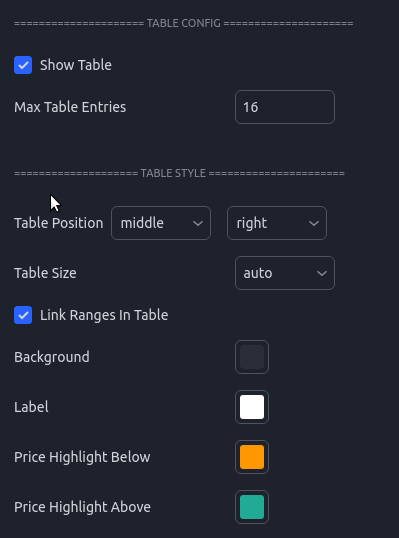 ===================== TABLE CONFIG =====================
Show Table
Max Table Entries 16
==================== TABLE STYLE ======================
Table Position middle right
Table Size auto
Link Ranges In Table
Background
Label
Price Highlight Below
Price Highlight Above